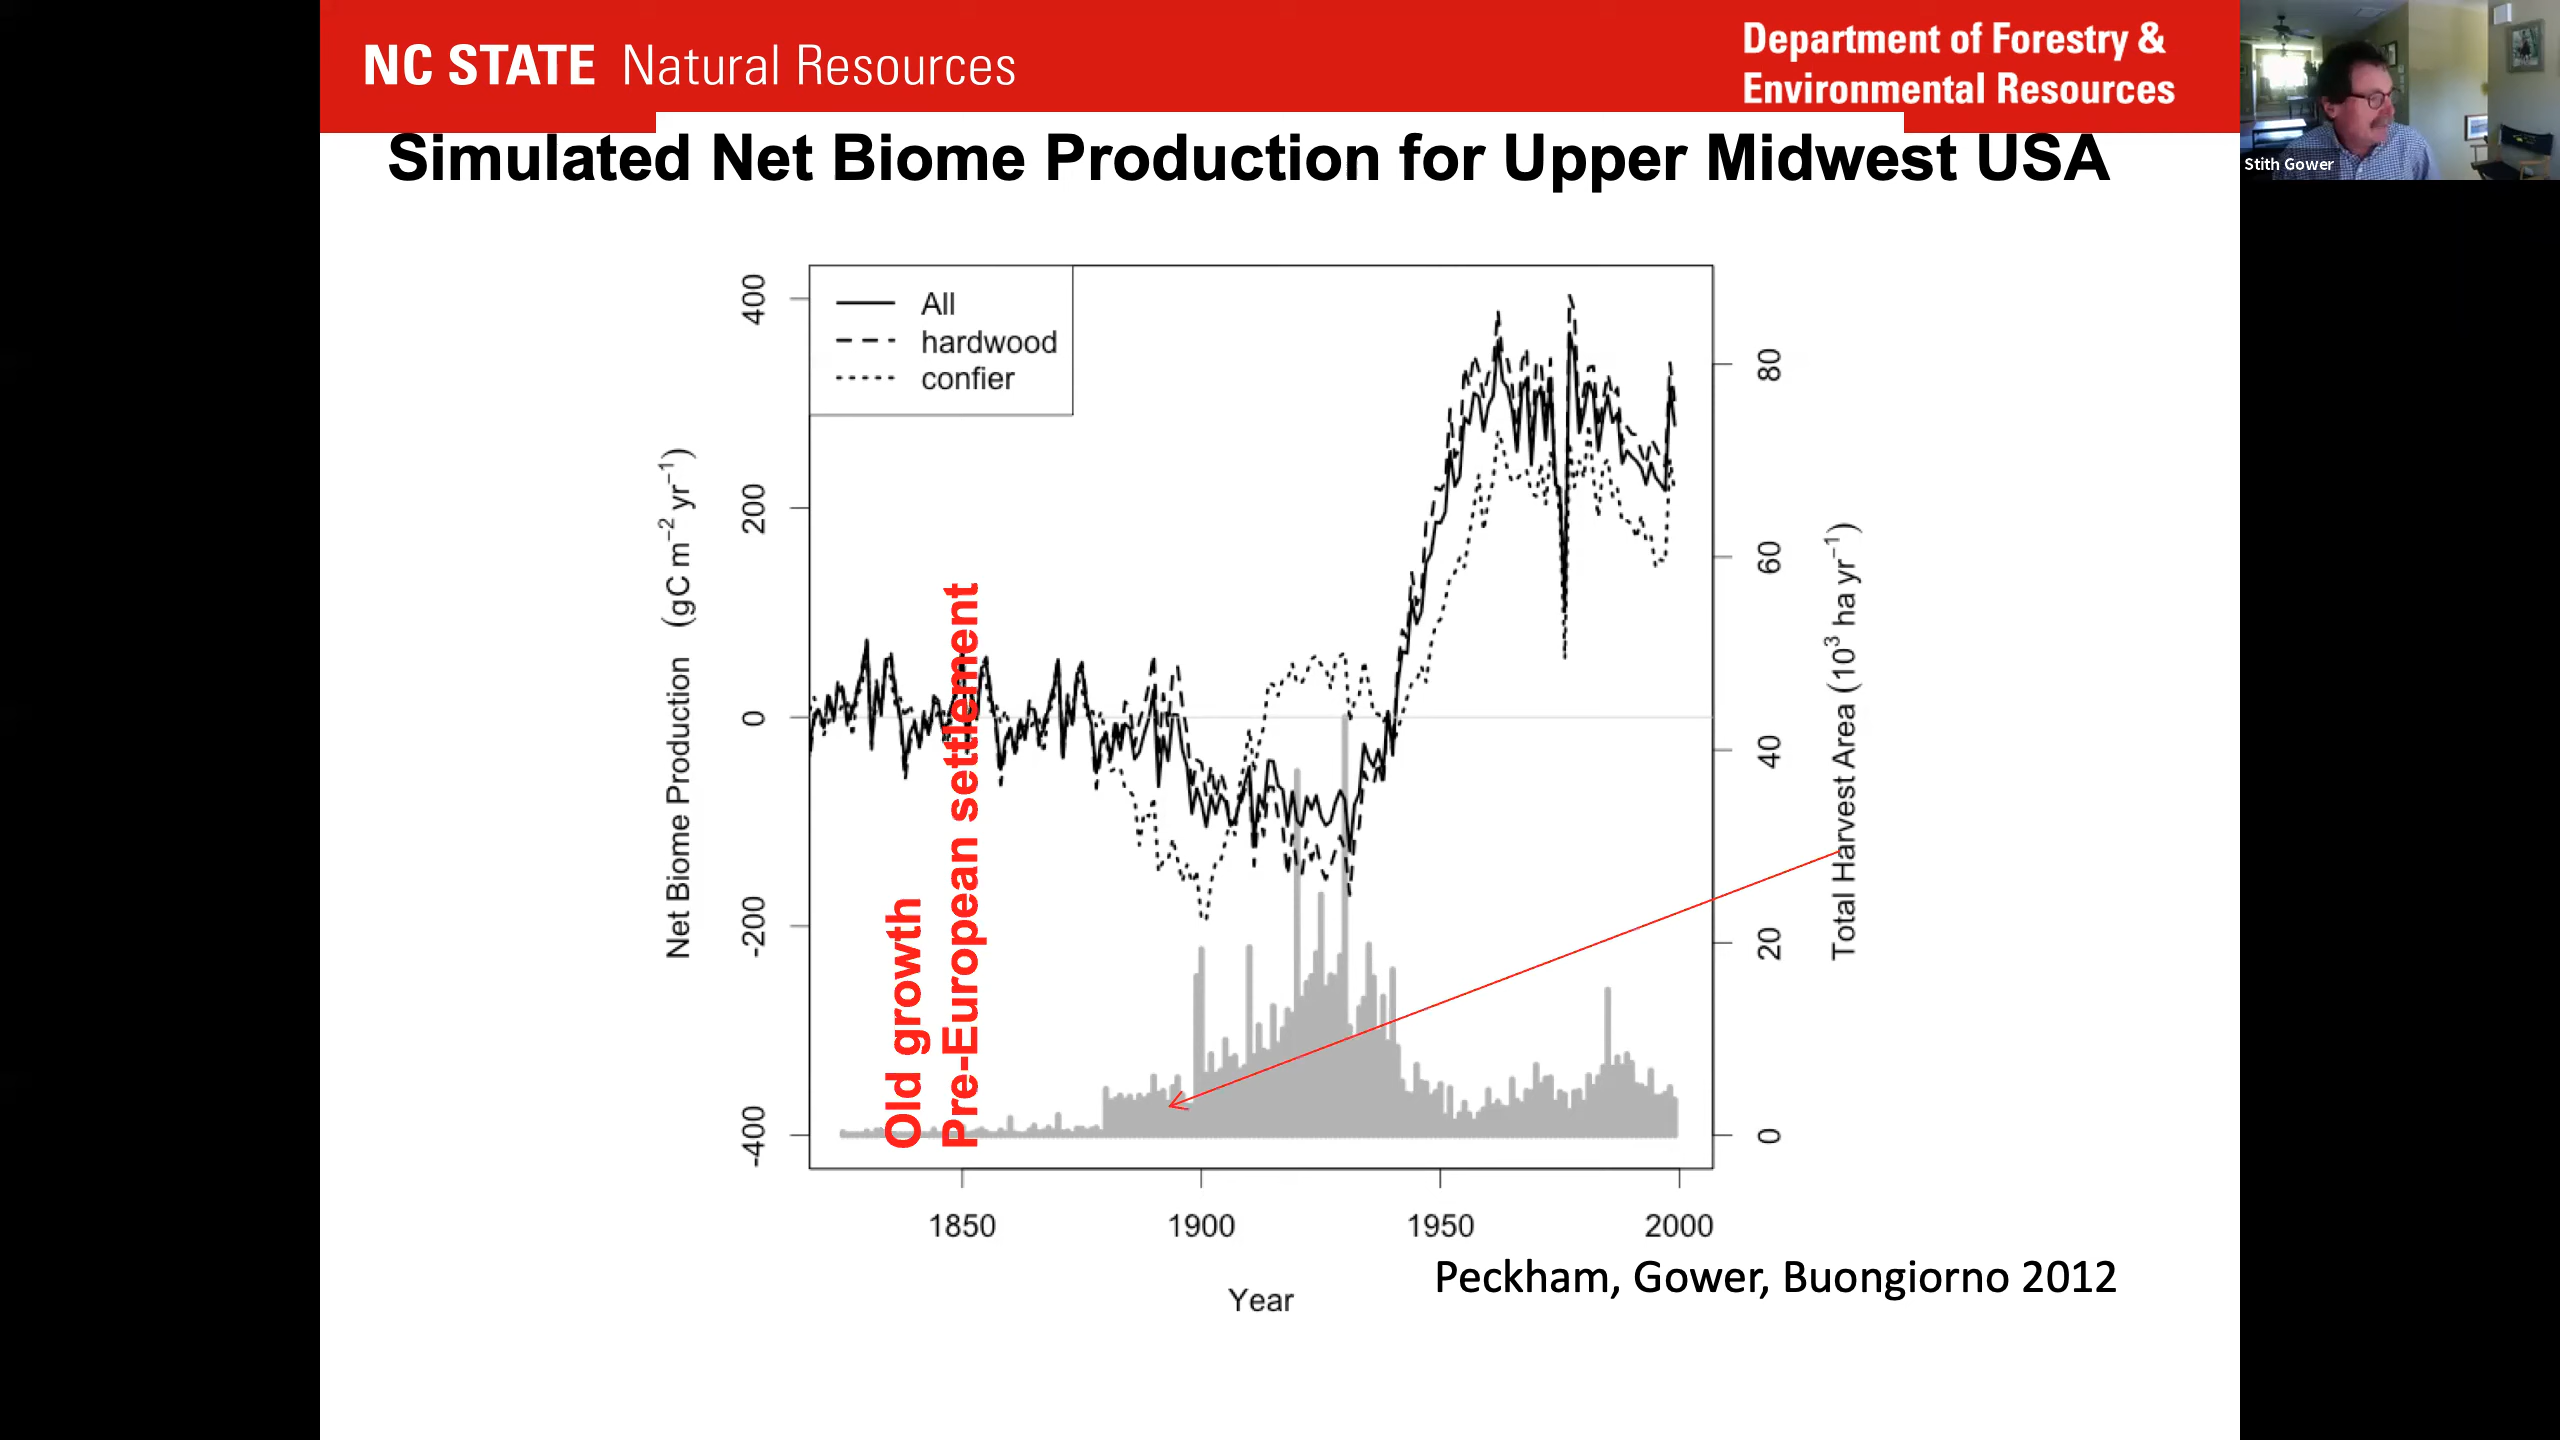 NC STATE Natural Resources
Department of Forestry &
Environmental Resources
Stith Gower
Simulated Net Biome Production for Upper Midwest USA
All
hardwood
confier
Net Biome Production (gC m⁻² yr⁻¹)
400
200
0
-200
-400
Old growth
Pre-European settlement
80
60
40
20
0
Total Harvest Area (10³ ha yr⁻¹)
1850 1900 1950 2000
Year
Peckham, Gower, Buongiorno 2012